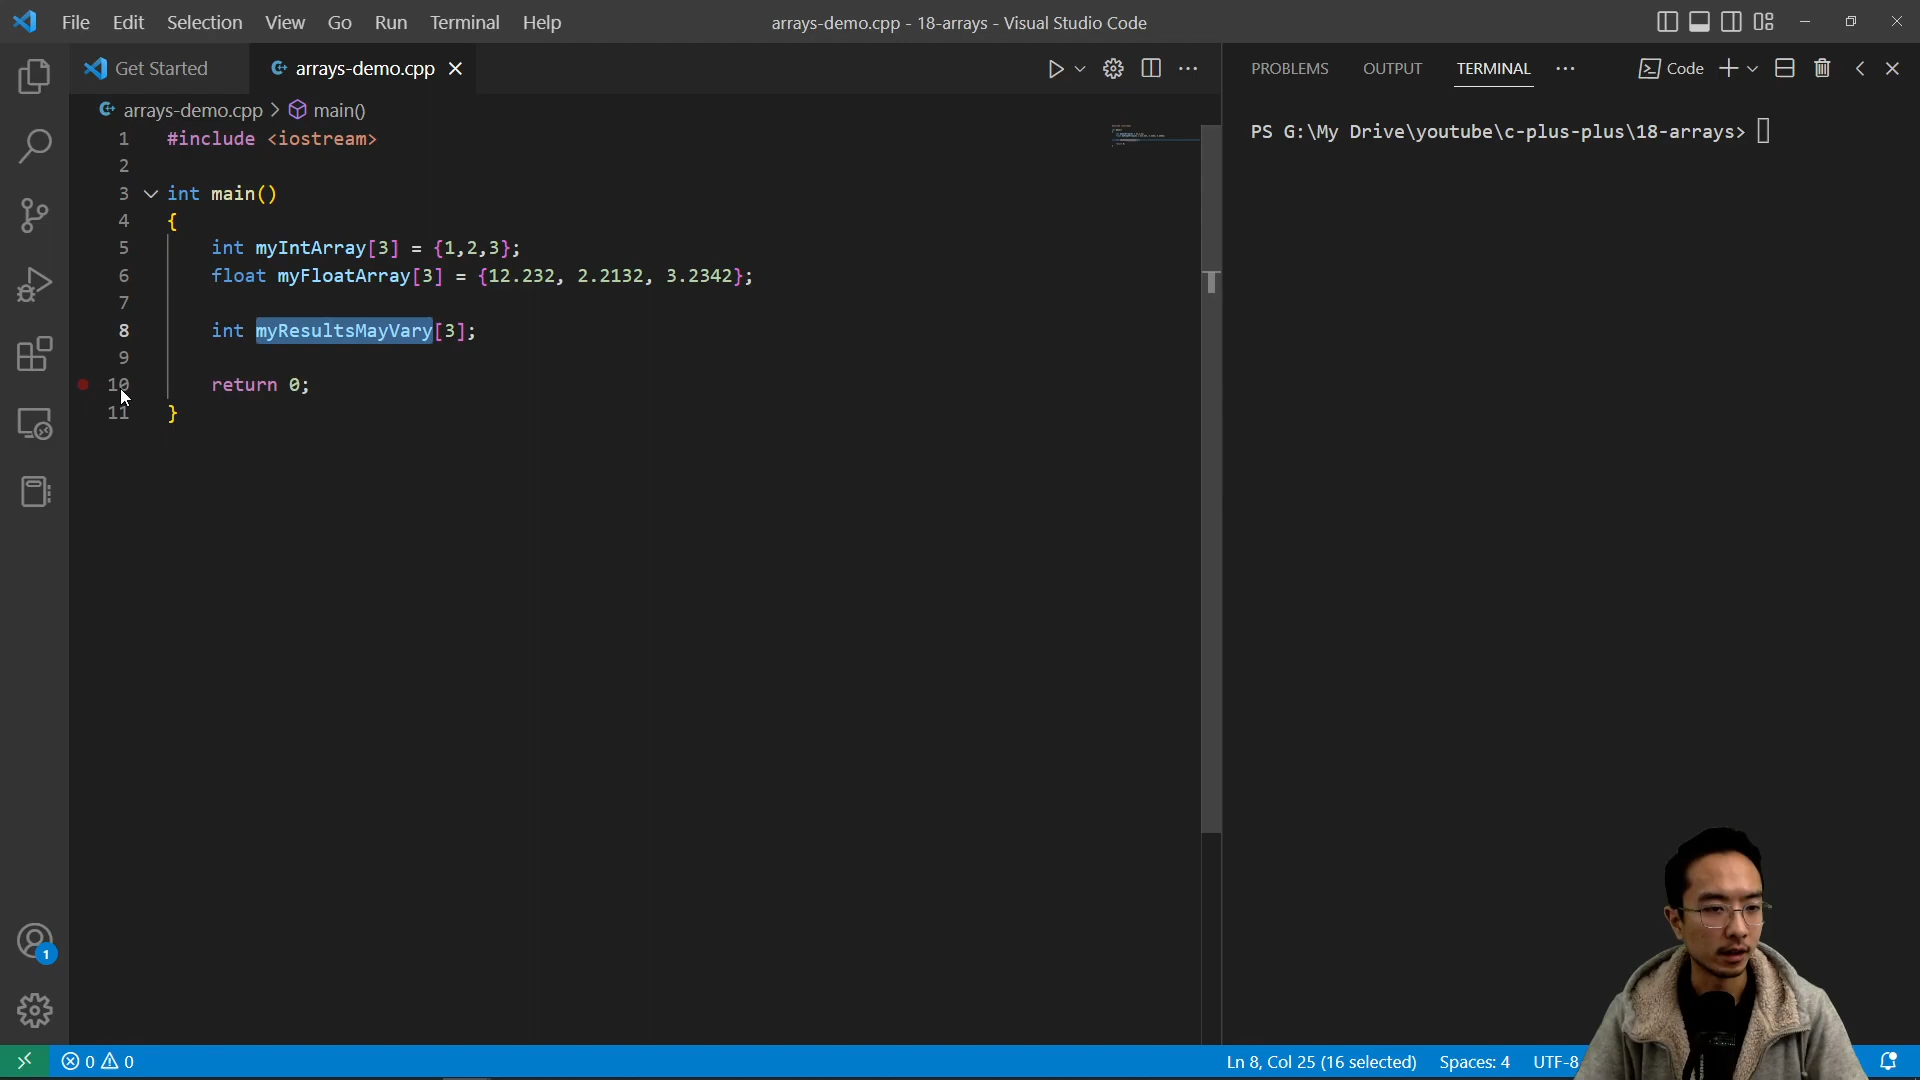 File Edit Selection View Go Run Terminal Help
arrays-demo.cpp - 18-arrays - Visual Studio Code
Get Started
arrays-demo.cpp
PROBLEMS OUTPUT TERMINAL
Code
arrays-demo.cpp > main()
1 #include <iostream>
2
3 int main()
4 {
5 int myIntArray[3] = {1,2,3};
6 float myFloatArray[3] = {12.232, 2.2132, 3.2342};
7
8 int myResultsMayVary[3];
9
10 return 0;
11 }
PS G:\My Drive\youtube\c-plus-plus\18-arrays>
1
0 0
Ln 8, Col 25 (16 selected) Spaces: 4 UTF-8